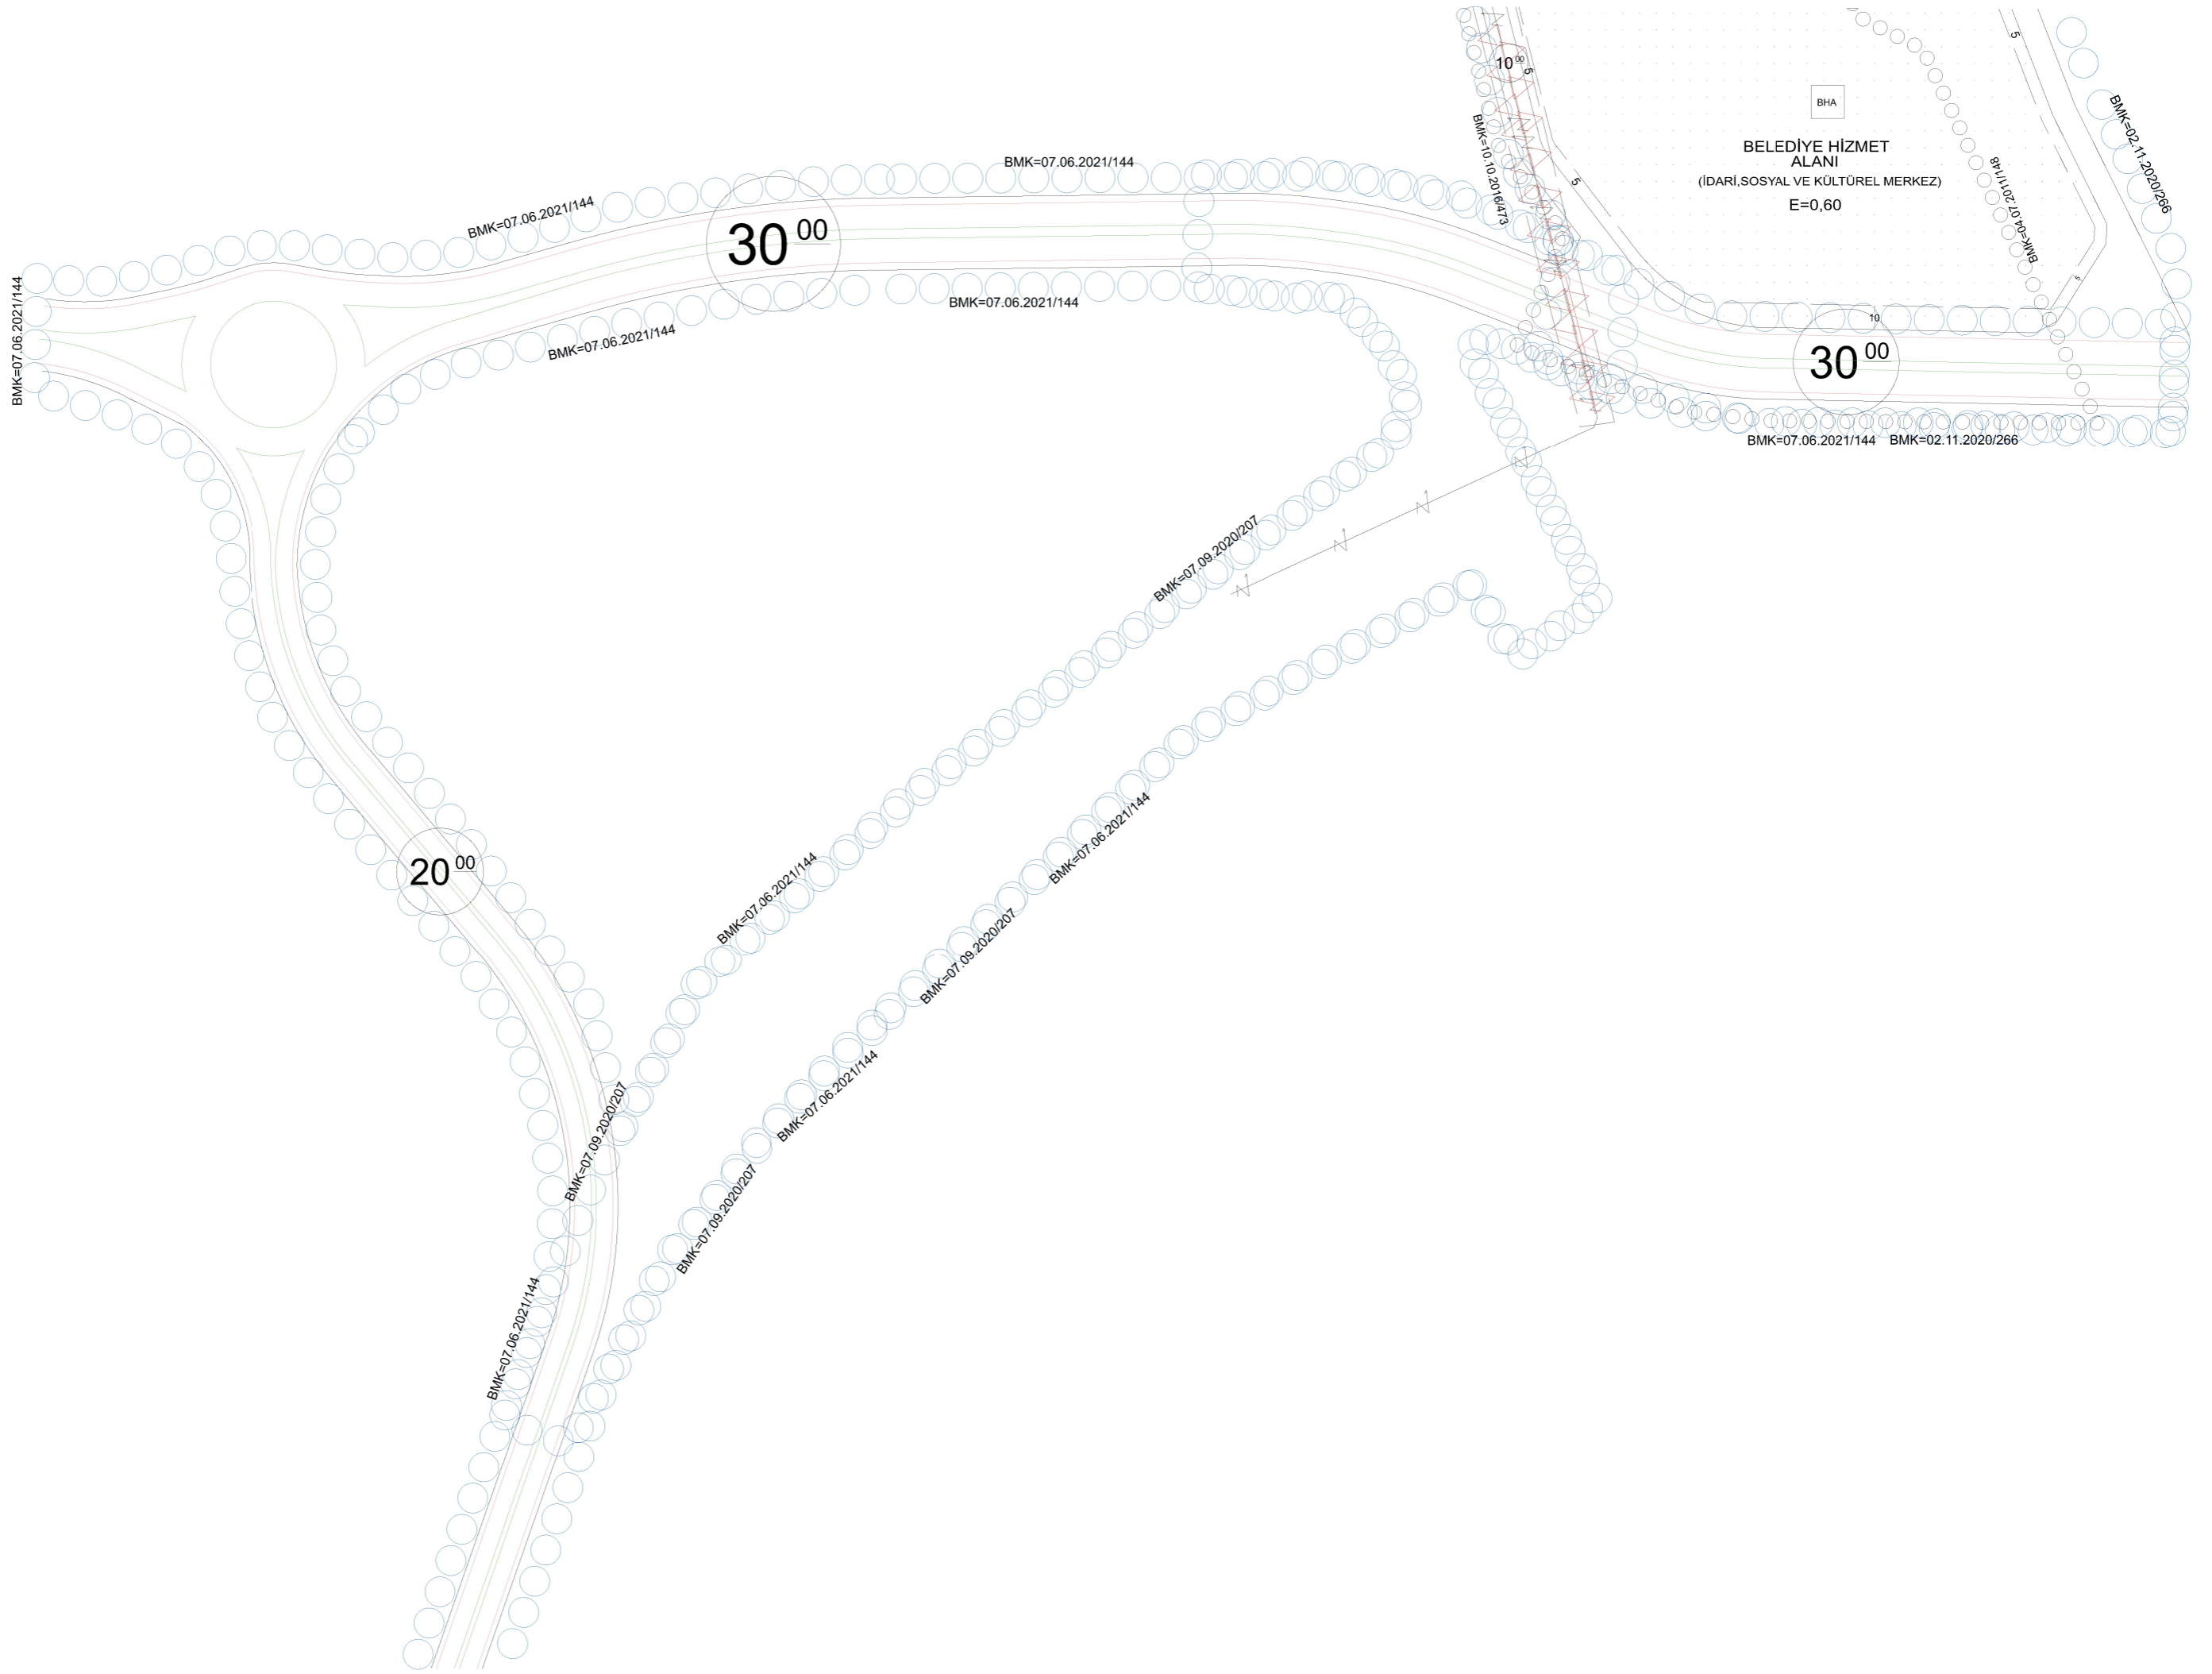 10 00
5
5
BHA
BELEDİYE HİZMET
ALANI
(İDARİ,SOSYAL VE KÜLTÜREL MERKEZ)
E=0,60
BMK=02.11.2020/266
BMK=10.10.2016/473
BMK=04.07.2011/148
5
5
BMK=07.06.2021/144
BMK=07.06.2021/144
30 00
BMK=07.06.2021/144
BMK=07.06.2021/144
BMK=07.06.2021/144
10
30 00
BMK=07.06.2021/144
BMK=02.11.2020/266
BMK=07.09.2020/207
20 00
BMK=07.06.2021/144
BMK=07.06.2021/144
BMK=07.09.2020/207
BMK=07.06.2021/144
BMK=07.09.2020/207
BMK=07.09.2020/207
BMK=07.06.2021/144